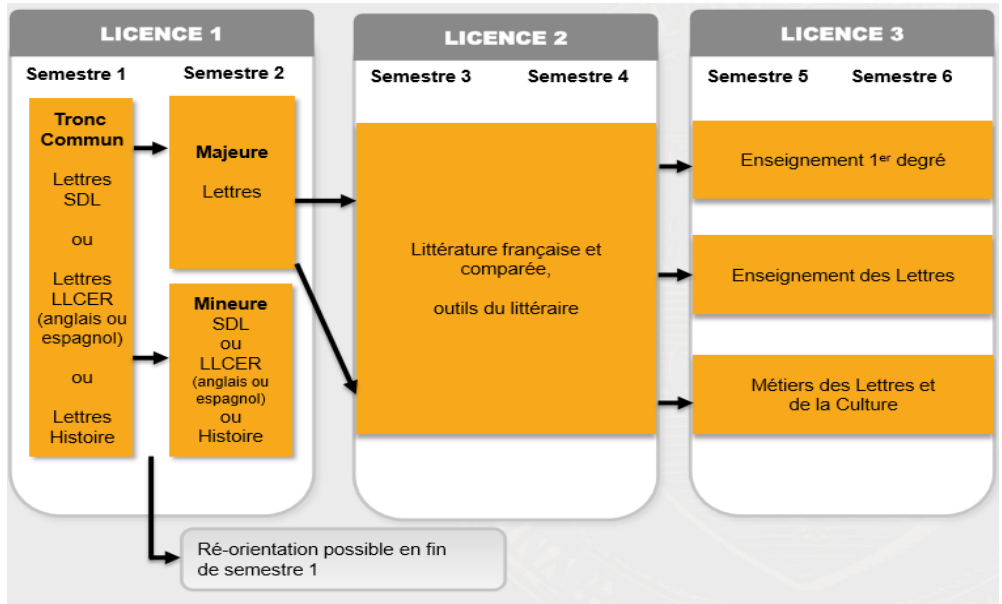 LICENCE 1
Semestre 1
Semestre 2
Tronc
Commun
Lettres
SDL
ou
Lettres
LLCER
(anglais ou
espagnol)
ou
Lettres
Histoire
Majeure
Lettres
Mineure
SDL
ou
LLCER
(anglais ou
espagnol)
ou
Histoire
Ré-orientation possible en fin
de semestre 1
LICENCE 2
Semestre 3
Semestre 4
Littérature française et
comparée,
outils du littéraire
LICENCE 3
Semestre 5
Semestre 6
Enseignement 1er degré
Enseignement des Lettres
Métiers des Lettres et
de la Culture